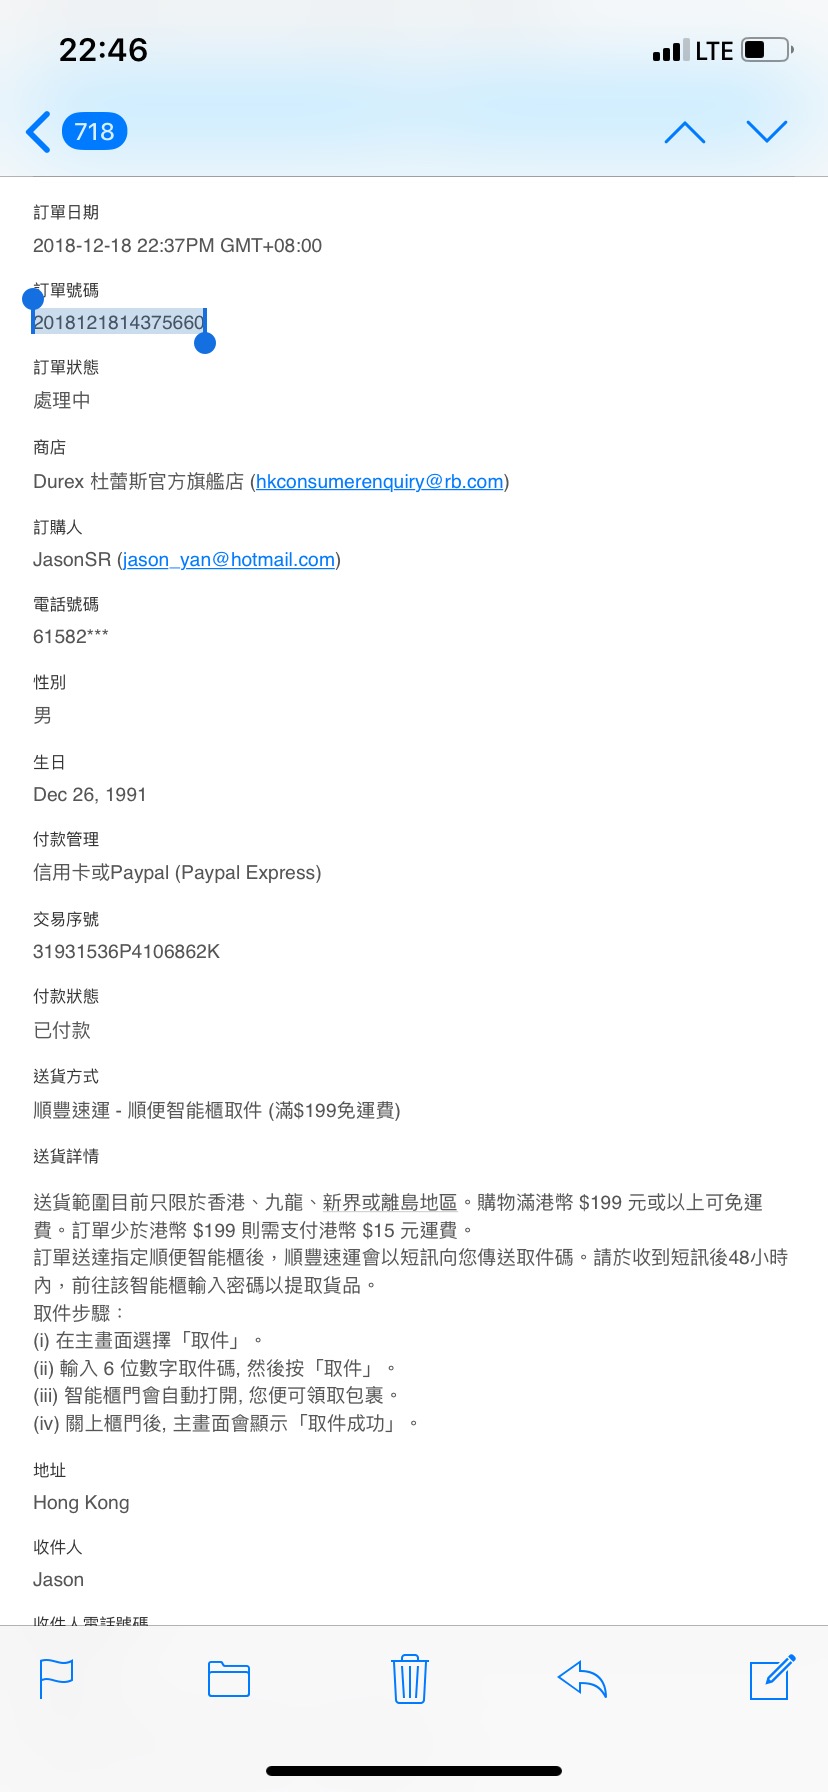 22:46
LTE
718
訂單日期
2018-12-18 22:37PM GMT+08:00
訂單號碼
2018121814375660
訂單狀態
處理中
商店
Durex 杜蕾斯官方旗艦店 (hkconsumerenquiry@rb.com)
訂購人
JasonSR (jason_yan@hotmail.com)
電話號碼
61582***
性別
男
生日
Dec 26, 1991
付款管理
信用卡或Paypal (Paypal Express)
交易序號
31931536P4106862K
付款狀態
已付款
送貨方式
順豐速運 - 順便智能櫃取件 (滿$199免運費)
送貨詳情
送貨範圍目前只限於香港、九龍、新界或離島地區。購物滿港幣 $199 元或以上可免運
費。訂單少於港幣 $199 則需支付港幣 $15 元運費。
訂單送達指定順便智能櫃後，順豐速運會以短訊向您傳送取件碼。請於收到短訊後48小時
內，前往該智能櫃輸入密碼以提取貨品。
取件步驟：
(i) 在主畫面選擇「取件」。
(ii) 輸入 6 位數字取件碼, 然後按「取件」。
(iii) 智能櫃門會自動打開, 您便可領取包裹。
(iv) 關上櫃門後, 主畫面會顯示「取件成功」。
地址
Hong Kong
收件人
Jason
收件人電話號碼